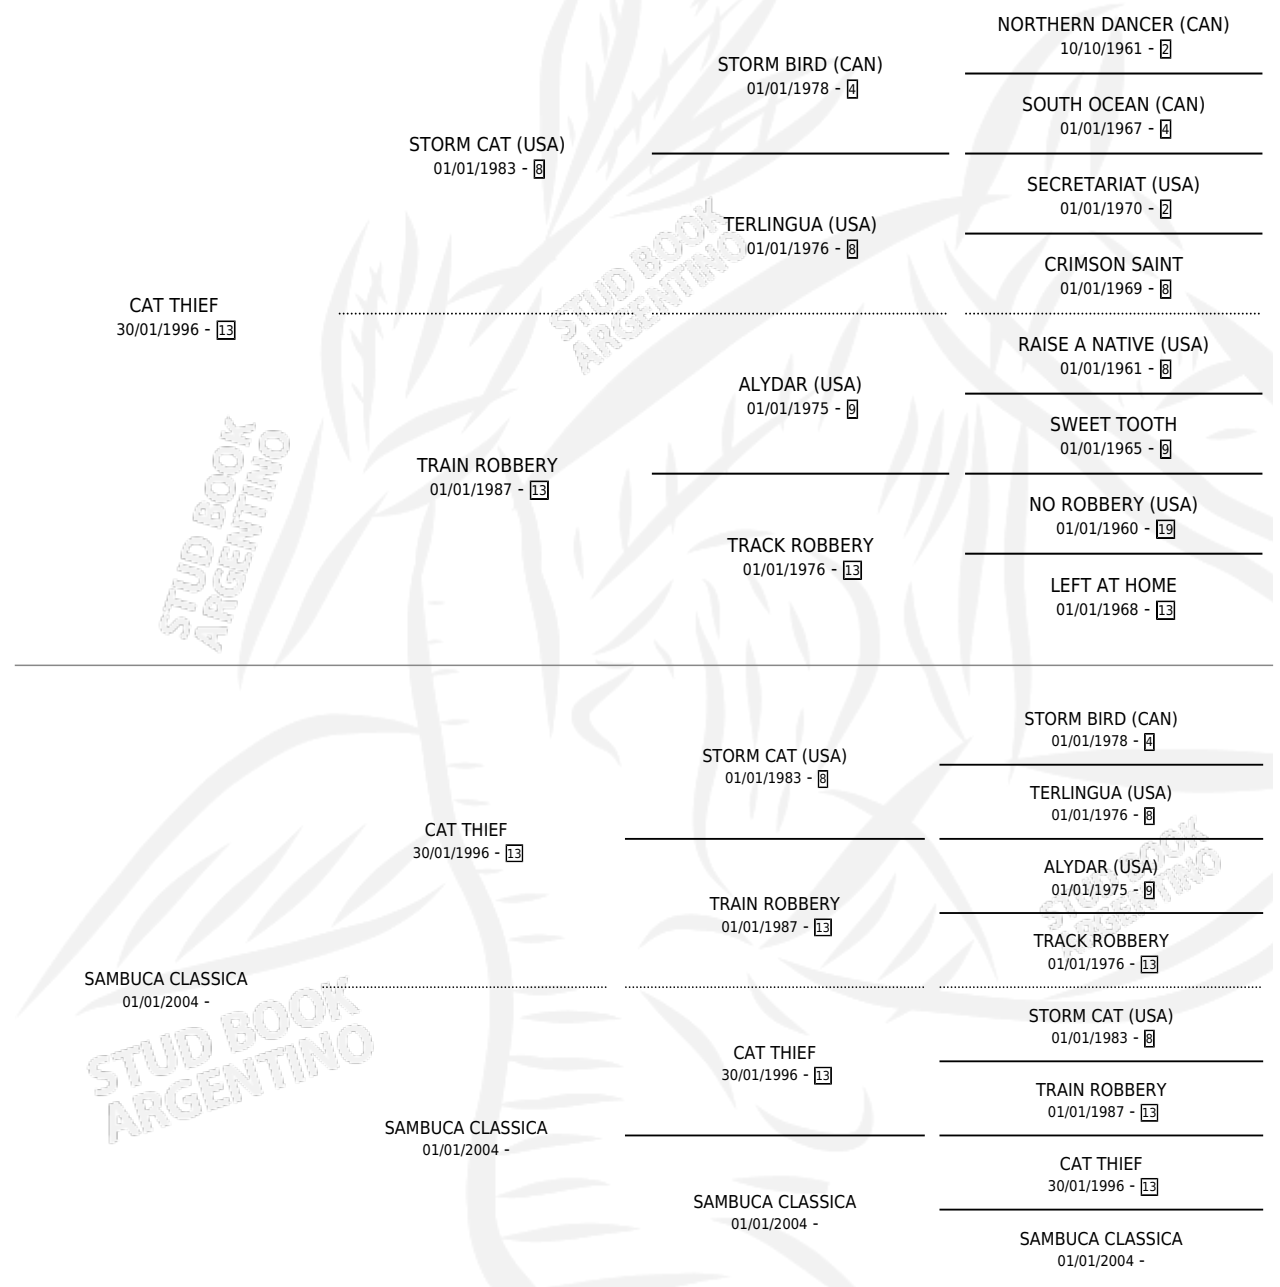 CAT THIEF
30/01/1996 - 13
STORM CAT (USA)
01/01/1983 - 8
TRAIN ROBBERY
01/01/1987 - 13
STORM BIRD (CAN)
01/01/1978 - 4
TERLINGUA (USA)
01/01/1976 - 8
ALYDAR (USA)
01/01/1975 - 9
TRACK ROBBERY
01/01/1976 - 13
NORTHERN DANCER (CAN)
10/10/1961 - 2
SOUTH OCEAN (CAN)
01/01/1967 - 4
SECRETARIAT (USA)
01/01/1970 - 2
CRIMSON SAINT
01/01/1969 - 8
RAISE A NATIVE (USA)
01/01/1961 - 8
SWEET TOOTH
01/01/1965 - 9
NO ROBBERY (USA)
01/01/1960 - 19
LEFT AT HOME
01/01/1968 - 13
STUD BOOK
ARGENTINO
STUD BOOK
ARGENTINO
SAMBUCA CLASSICA
01/01/2004 -
CAT THIEF
30/01/1996 - 13
SAMBUCA CLASSICA
01/01/2004 -
STORM CAT (USA)
01/01/1983 - 8
TRAIN ROBBERY
01/01/1987 - 13
CAT THIEF
30/01/1996 - 13
SAMBUCA CLASSICA
01/01/2004 -
STORM BIRD (CAN)
01/01/1978 - 4
TERLINGUA (USA)
01/01/1976 - 8
ALYDAR (USA)
01/01/1975 - 9
TRACK ROBBERY
01/01/1976 - 13
STORM CAT (USA)
01/01/1983 - 8
TRAIN ROBBERY
01/01/1987 - 13
CAT THIEF
30/01/1996 - 13
SAMBUCA CLASSICA
01/01/2004 -
STUD BOOK
ARGENTINO
STUD BOOK
ARGENTINO